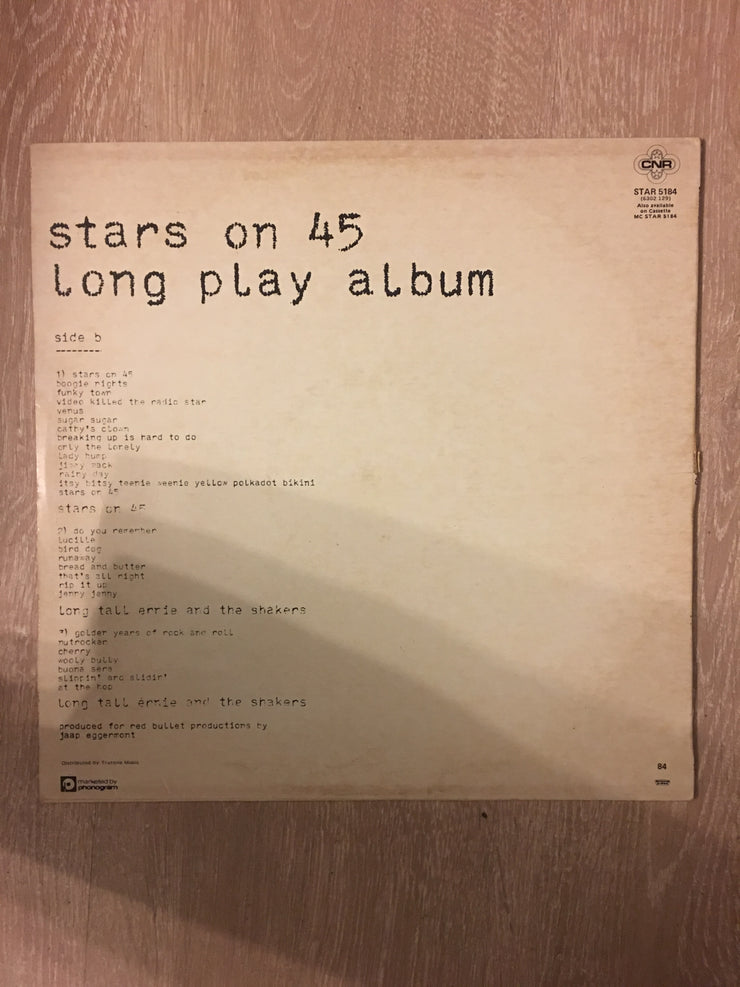 CNR
STAR 5184
(6302 129)
Also available
on Cassette
MC STAR 5184
stars on 45
long play album
side b
--------
1) stars on 45
boogie nights
funky town
video killed the radio star
venus
sugar sugar
cathy's clown
breaking up is hard to do
only the lonely
lady bump
jimmy mack
rainy day
itsy bitsy teenie weenie yellow polkadot bikini
stars on 45
stars on 45
2) do you remember
lucille
bird dog
runaway
bread and butter
that's all right
rip it up
jenny jenny
long tall ernie and the shakers
3) golden years of rock and roll
nutrocker
cherry
wooly bully
buona sera
slippin' and slidin'
at the hop
long tall ernie and the shakers
produced for red bullet productions by
jaap eggermont
Distributed by Trutone Music
marketed by
phonogram
84